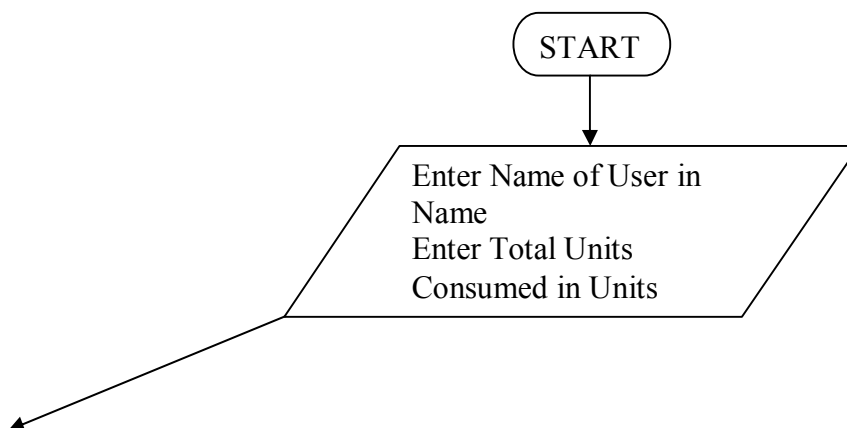 START
Enter Name of User in
Name
Enter Total Units
Consumed in Units